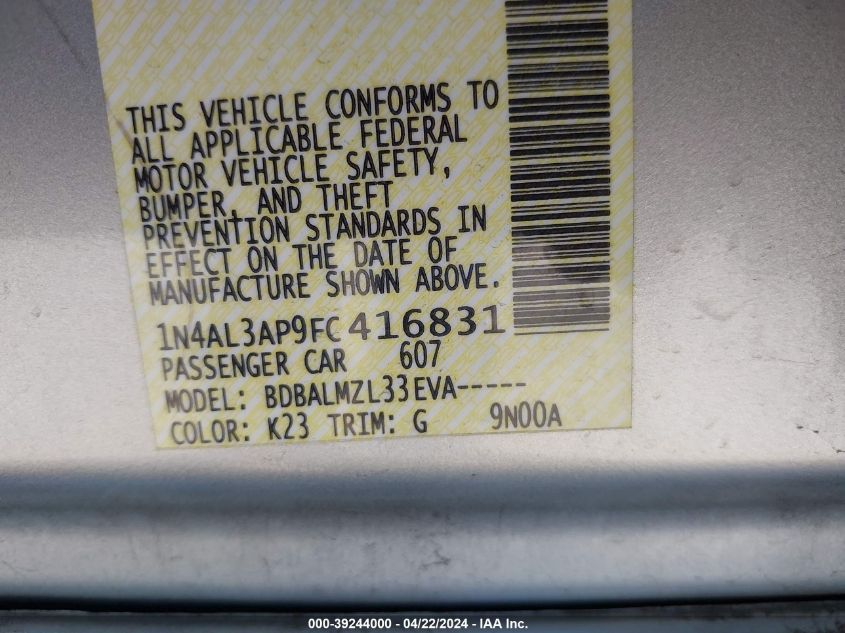 THIS VEHICLE CONFORMS TO
ALL APPLICABLE FEDERAL
MOTOR VEHICLE SAFETY,
BUMPER, AND THEFT
PREVENTION STANDARDS IN
EFFECT ON THE DATE OF
MANUFACTURE SHOWN ABOVE.
1N4AL3AP9FC416831
PASSENGER CAR 607
MODEL: BDBALMZL33EVA-----
COLOR: K23 TRIM: G 9N00A
000-39244000 - 04/22/2024 - IAA Inc.